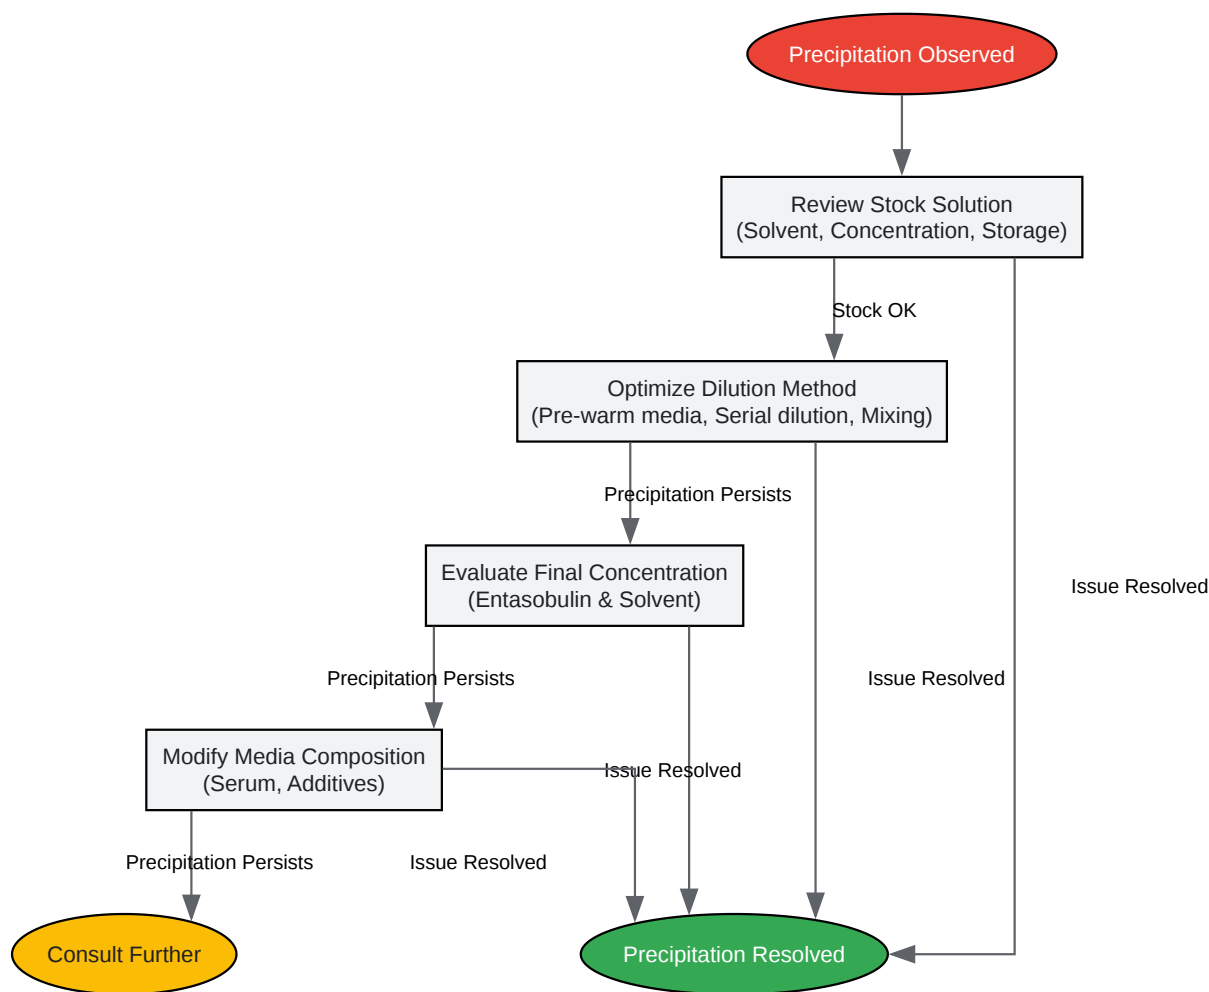 Precipitation Observed
Review Stock Solution
(Solvent, Concentration, Storage)
Stock OK
Optimize Dilution Method
(Pre-warm media, Serial dilution, Mixing)
Precipitation Persists
Evaluate Final Concentration
(Entasobulin & Solvent)
Issue Resolved
Precipitation Persists
Issue Resolved
Modify Media Composition
(Serum, Additives)
Issue Resolved
Precipitation Persists
Issue Resolved
Consult Further
Precipitation Resolved